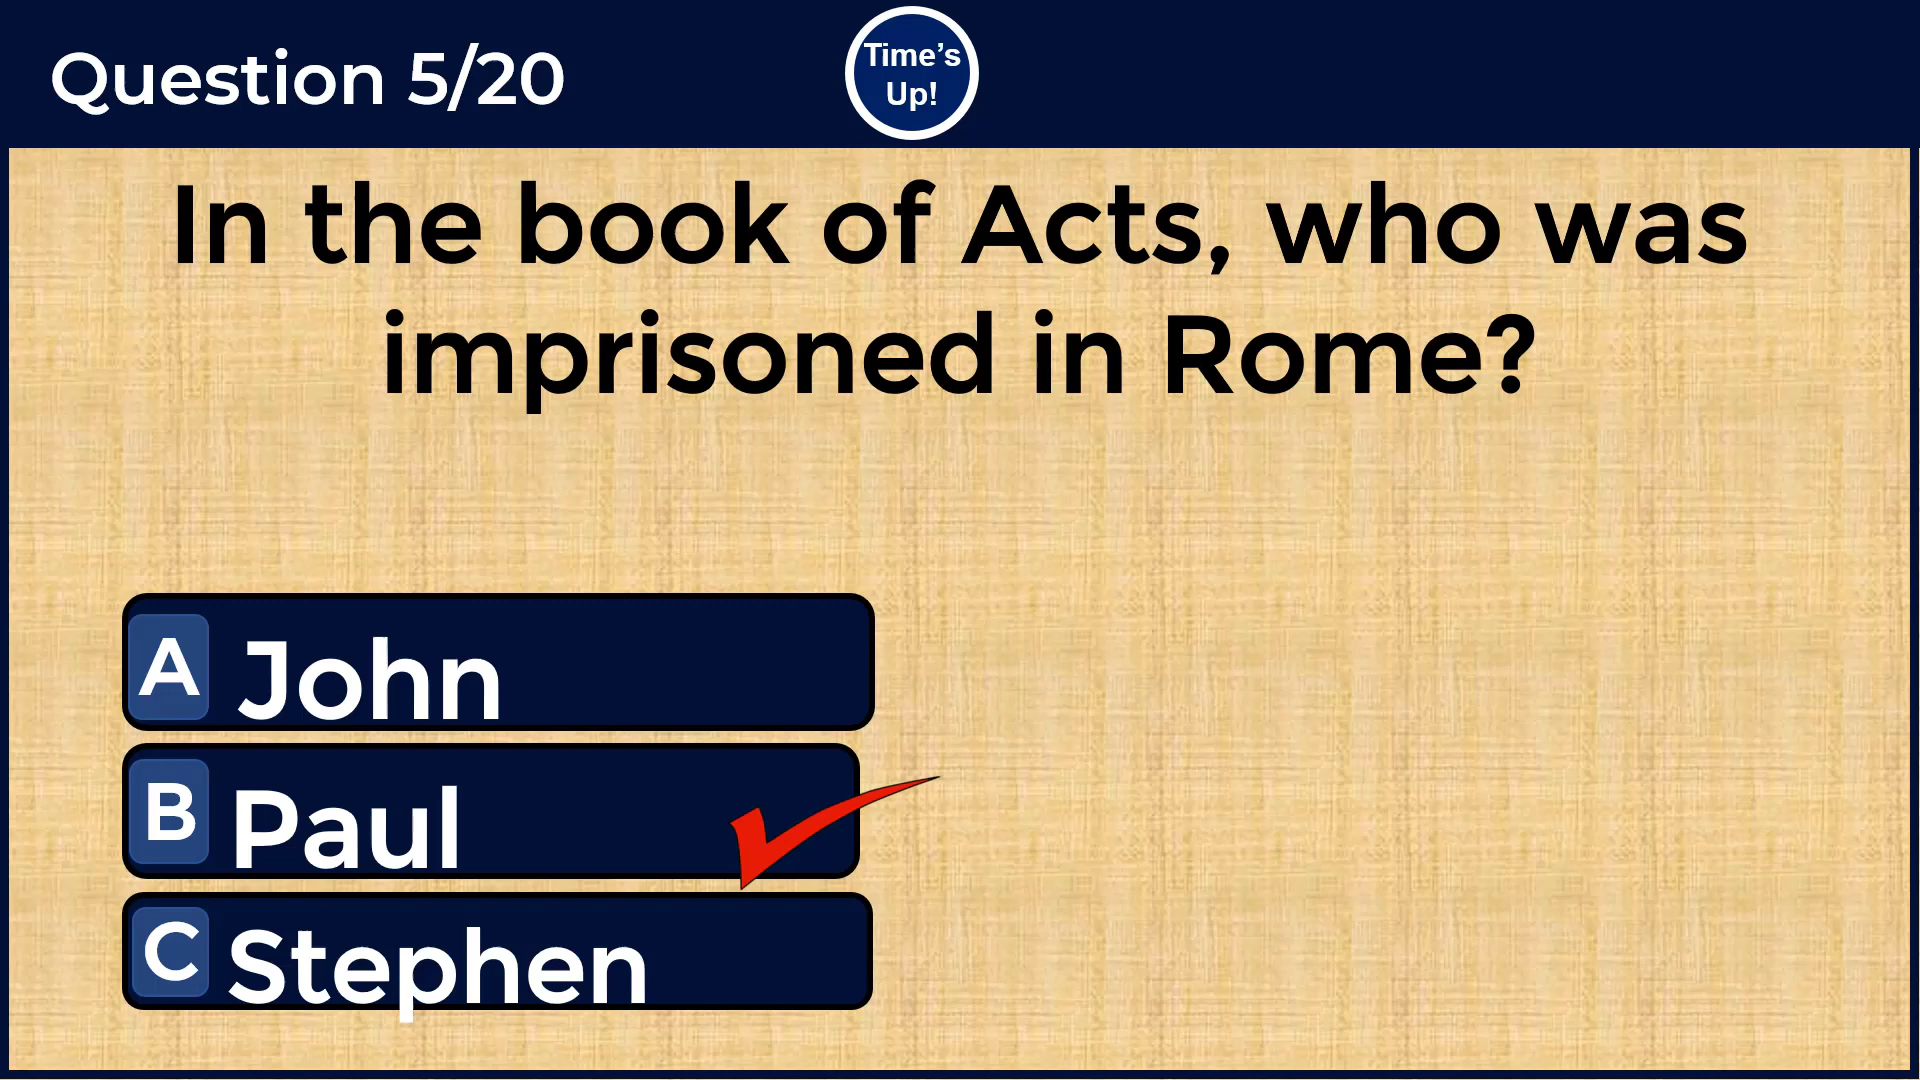 Question 5/20
Time's
Up!
In the book of Acts, who was
imprisoned in Rome?
A John
B Paul
C Stephen